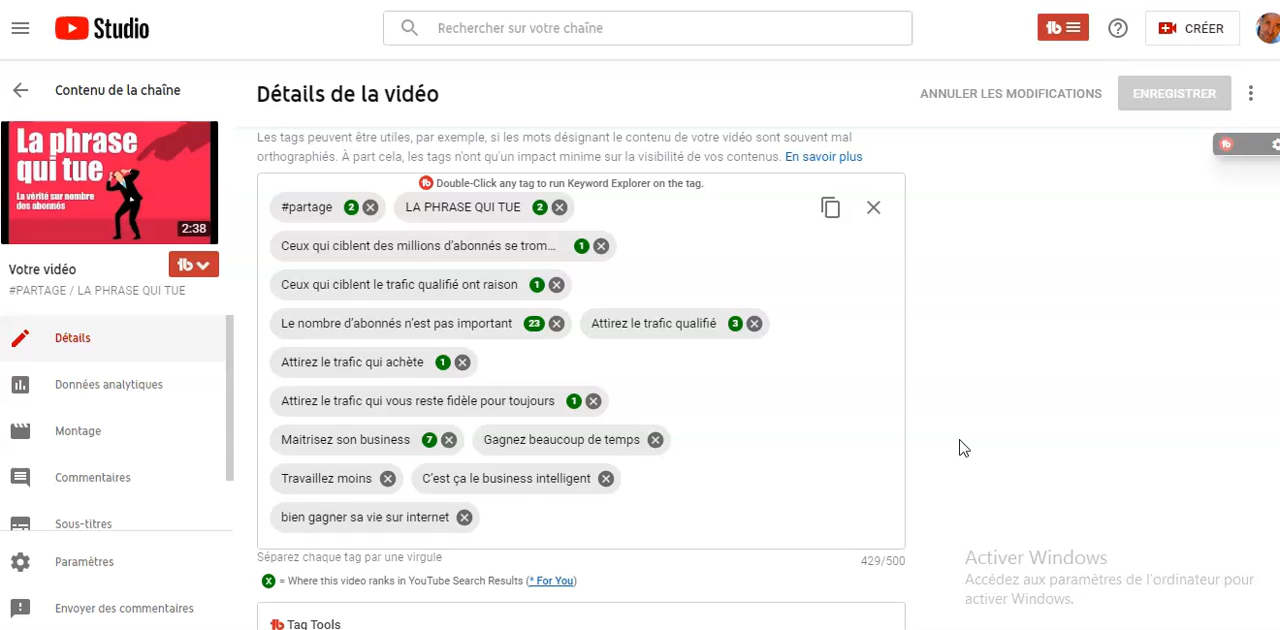 Studio
Rechercher sur votre chaîne
CRÉER
Contenu de la chaîne
Détails de la vidéo
ANNULER LES MODIFICATIONS
ENREGISTRER
La phrase
qui tue
La vérité sur nombre
des abonnés
2:38
Votre vidéo
#PARTAGE / LA PHRASE QUI TUE
Détails
Données analytiques
Montage
Commentaires
Sous-titres
Paramètres
Envoyer des commentaires
Les tags peuvent être utiles, par exemple, si les mots désignant le contenu de votre vidéo sont souvent mal
orthographiés. À part cela, les tags n'ont qu'un impact minime sur la visibilité de vos contenus. En savoir plus
Double-Click any tag to run Keyword Explorer on the tag.
#partage 2 LA PHRASE QUI TUE 2
Ceux qui ciblent des millions d'abonnés se trom... 1
Ceux qui ciblent le trafic qualifié ont raison 1
Le nombre d'abonnés n'est pas important 23 Attirez le trafic qualifié 3
Attirez le trafic qui achète 1
Attirez le trafic qui vous reste fidèle pour toujours 1
Maitrisez son business 7 Gagnez beaucoup de temps
Travaillez moins C'est ça le business intelligent
bien gagner sa vie sur internet
Séparez chaque tag par une virgule
429/500
X = Where this video ranks in YouTube Search Results (* For You)
Tag Tools
Activer Windows
Accédez aux paramètres de l'ordinateur pour
activer Windows.